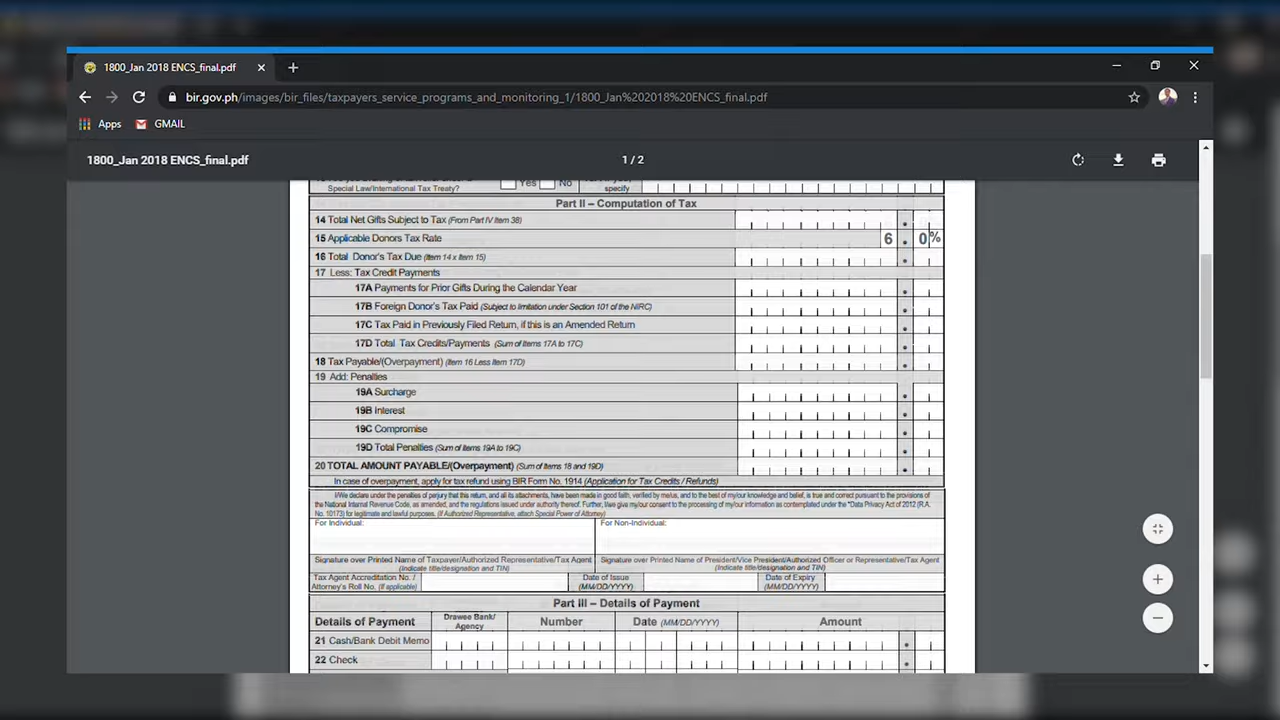 1800_Jan 2018 ENCS_final.pdf
bir.gov.ph/images/bir_files/taxpayers_service_programs_and_monitoring_1/1800_Jan%202018%20ENCS_final.pdf
Apps GMAIL
1800_Jan 2018 ENCS_final.pdf 1 / 2
Special Law/International Tax Treaty? Yes No specify
Part II – Computation of Tax
14 Total Net Gifts Subject to Tax (From Part IV Item 38)
15 Applicable Donors Tax Rate 6 . 0%
16 Total Donor's Tax Due (Item 14 x Item 15)
17 Less: Tax Credit Payments
17A Payments for Prior Gifts During the Calendar Year
17B Foreign Donor's Tax Paid (Subject to limitation under Section 101 of the NIRC)
17C Tax Paid in Previously Filed Return, if this is an Amended Return
17D Total Tax Credits/Payments (Sum of Items 17A to 17C)
18 Tax Payable/(Overpayment) (Item 16 Less Item 17D)
19 Add: Penalties
19A Surcharge
19B Interest
19C Compromise
19D Total Penalties (Sum of Items 19A to 19C)
20 TOTAL AMOUNT PAYABLE/(Overpayment) (Sum of Items 18 and 19D)
In case of overpayment, apply for tax refund using BIR Form No. 1914 (Application for Tax Credits / Refunds)
I/We declare under the penalties of perjury that this return, and all its attachments, have been made in good faith, verified by me/us, and to the best of my/our knowledge and belief, is true and correct pursuant to the provisions of
the National Internal Revenue Code, as amended, and the regulations issued under authority thereof. Further, I/we give my/our consent to the processing of my/our information as contemplated under the *Data Privacy Act of 2012 (R.A.
No. 10173) for legitimate and lawful purposes. (If Authorized Representative, attach Special Power of Attorney)
For Individual: For Non-Individual:
Signature over Printed Name of Taxpayer/Authorized Representative/Tax Agent Signature over Printed Name of President/Vice President/Authorized Officer or Representative/Tax Agent
(Indicate title/designation and TIN) (Indicate title/designation and TIN)
Tax Agent Accreditation No. / Date of Issue Date of Expiry
Attorney's Roll No. (If applicable) (MM/DD/YYYY) (MM/DD/YYYY)
Part III – Details of Payment
Details of Payment Drawee Bank/ Number Date (MM/DD/YYYY) Amount
Agency
21 Cash/Bank Debit Memo
22 Check